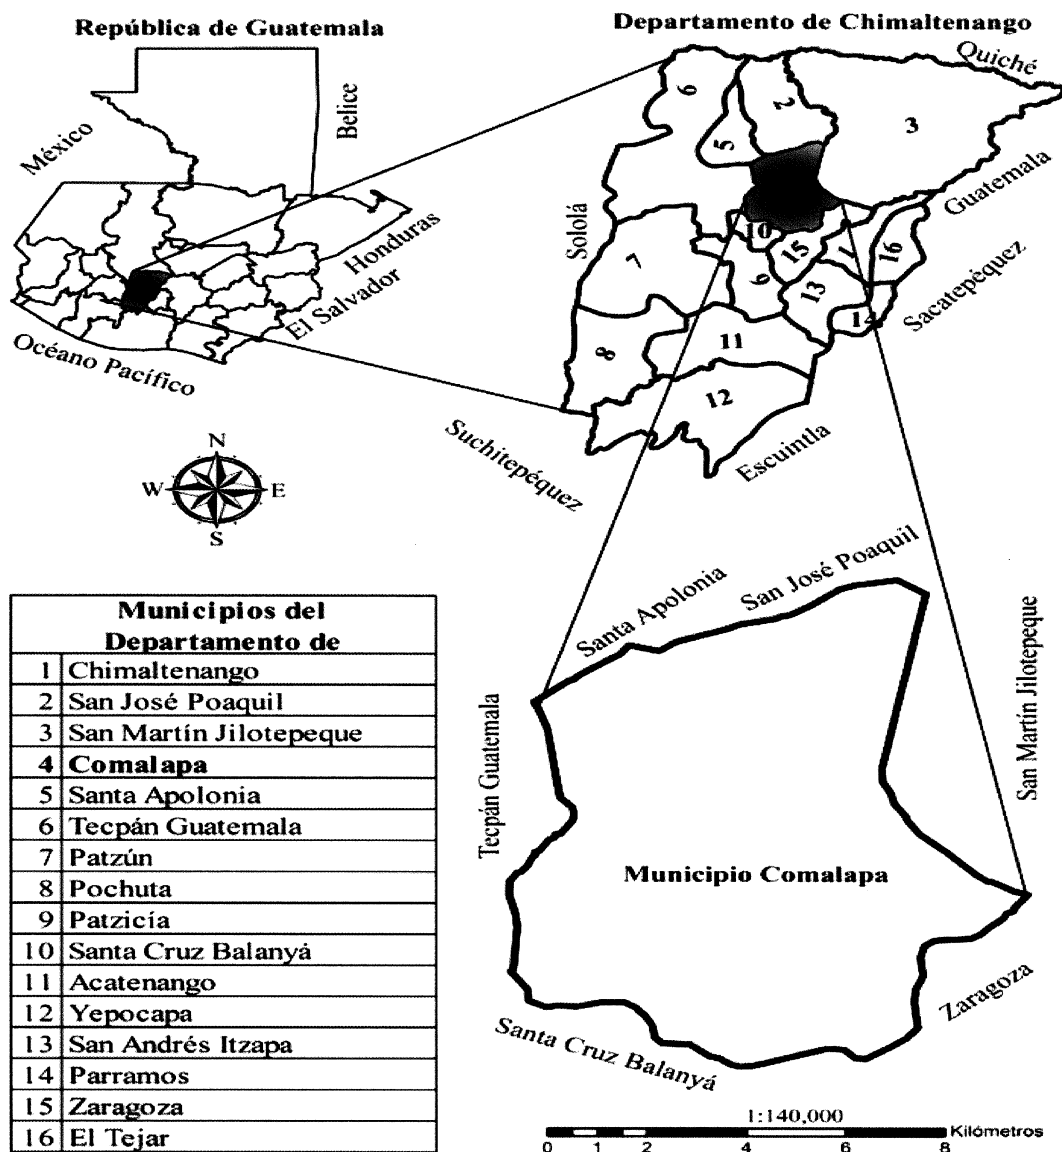 República de Guatemala
México
Belice
Honduras
El Salvador
Océano Pacífico
Departamento de Chimaltenango
Quiché
Guatemala
Sacatepéquez
Escuintla
Suchitepéquez
Sololá
6
2
3
5
10
15
1
16
7
9
13
14
8
11
12
N
W E
S
Municipios del
Departamento de
1 Chimaltenango
2 San José Poaquil
3 San Martín Jilotepeque
4 Comalapa
5 Santa Apolonia
6 Tecpán Guatemala
7 Patzún
8 Pochuta
9 Patzicía
10 Santa Cruz Balanyá
11 Acatenango
12 Yepocapa
13 San Andrés Itzapa
14 Parramos
15 Zaragoza
16 El Tejar
Santa Apolonia
San José Poaquil
San Martín Jilotepeque
Tecpán Guatemala
Municipio Comalapa
Zaragoza
Santa Cruz Balanyá
1:140,000
Kilómetros
0 1 2 4 6 8